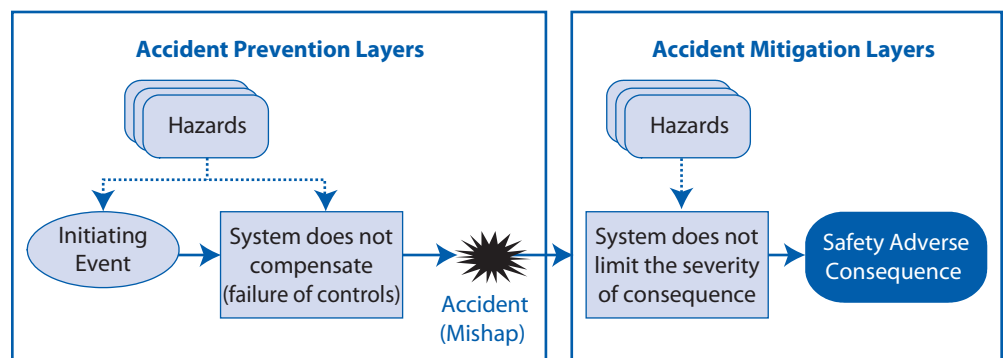 Accident Prevention Layers
Hazards
Initiating
Event
System does not
compensate
(failure of controls)
Accident
(Mishap)
Accident Mitigation Layers
Hazards
System does not
limit the severity
of consequence
Safety Adverse
Consequence